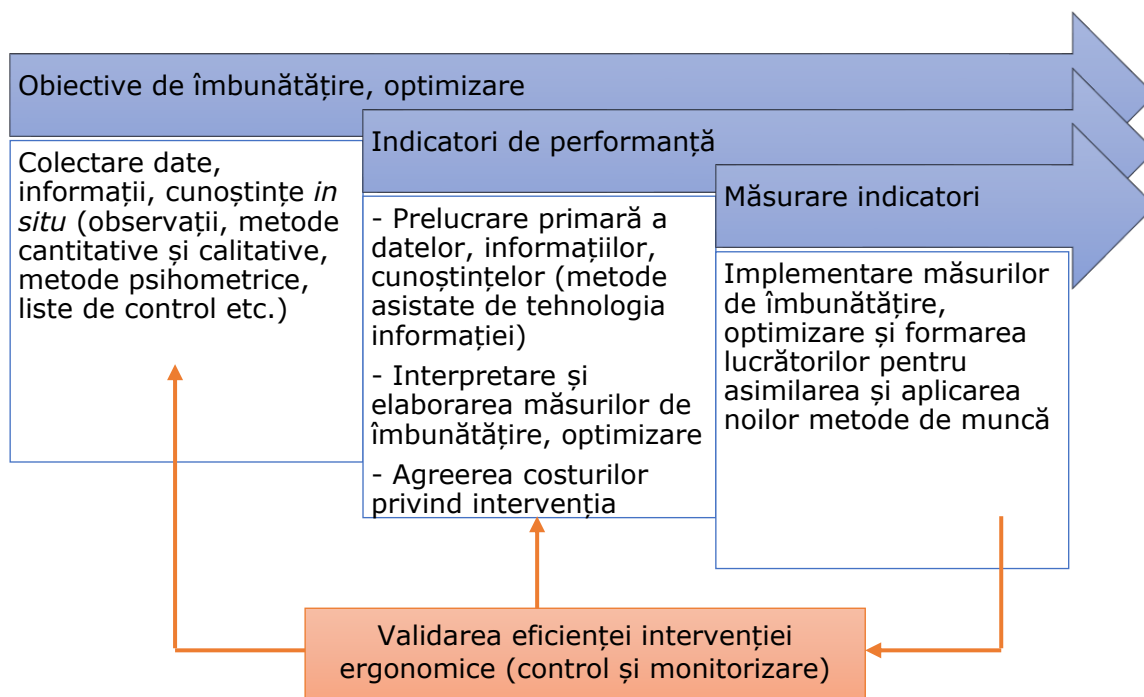 Obiective de îmbunătățire, optimizare
Colectare date,
informații, cunoștințe in
situ (observații, metode
cantitative și calitative,
metode psihometrice,
liste de control etc.)
Indicatori de performanță
- Prelucrare primară a
datelor, informațiilor,
cunoștințelor (metode
asistate de tehnologia
informației)
- Interpretare și
elaborarea măsurilor de
îmbunătățire, optimizare
- Agreerea costurilor
privind intervenția
Măsurare indicatori
Implementare măsurilor
de îmbunătățire,
optimizare și formarea
lucrătorilor pentru
asimilarea și aplicarea
noilor metode de muncă
Validarea eficienței intervenției
ergonomice (control și monitorizare)